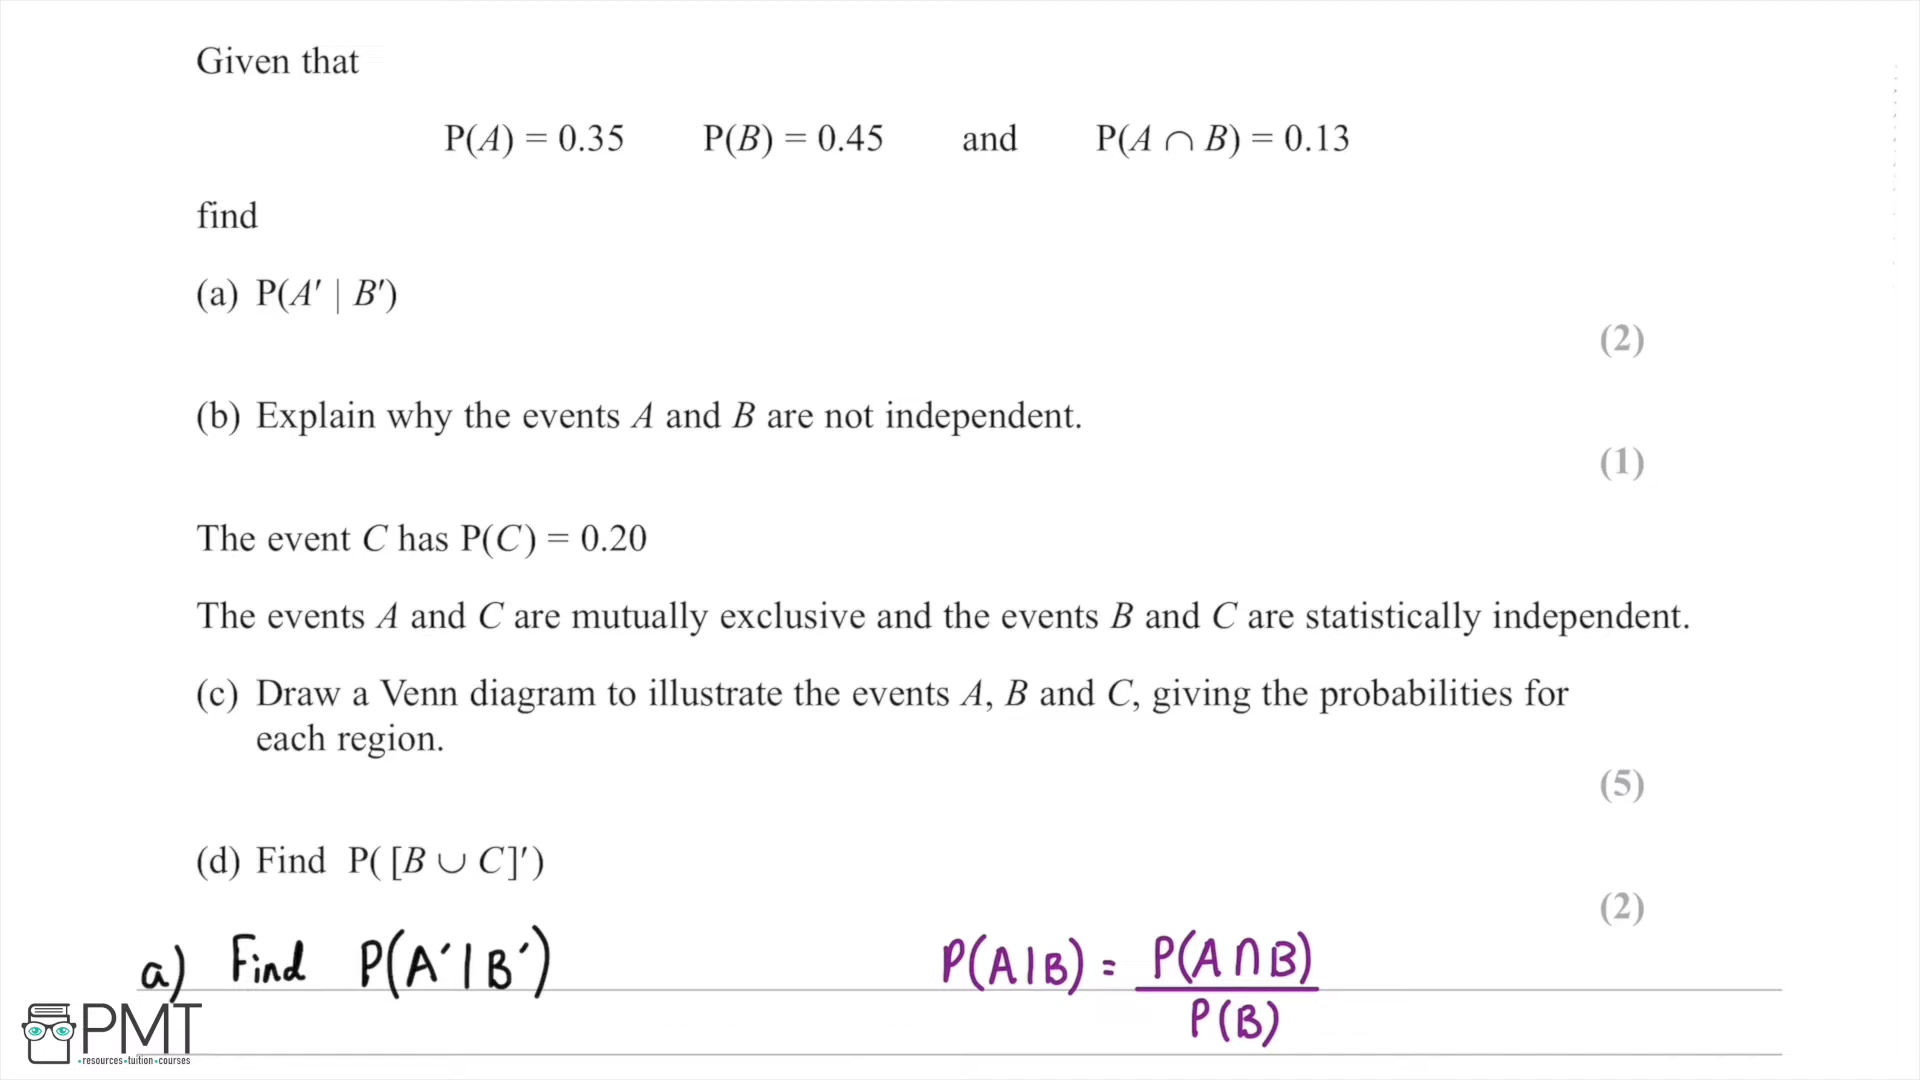 Given that
P(A) = 0.35 P(B) = 0.45 and P(A ∩ B) = 0.13
find
(a) P(A′ | B′)
(2)
(b) Explain why the events A and B are not independent.
(1)
The event C has P(C) = 0.20
The events A and C are mutually exclusive and the events B and C are statistically independent.
(c) Draw a Venn diagram to illustrate the events A, B and C, giving the probabilities for
each region.
(5)
(d) Find P([B ∪ C]′)
(2)
a) Find P(A′|B′) P(A|B) = P(A∩B)
P(B)
PMT
•resources•tuition•courses